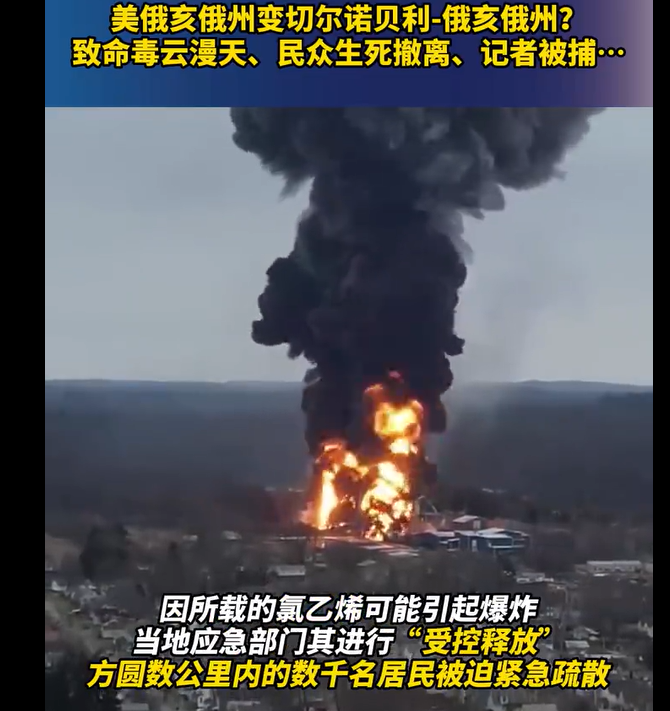 美俄亥俄州变切尔诺贝利-俄亥俄州？
致命毒云漫天、民众生死撤离、记者被捕…
因所载的氯乙烯可能引起爆炸
当地应急部门其进行“受控释放”
方圆数公里内的数千名居民被迫紧急疏散